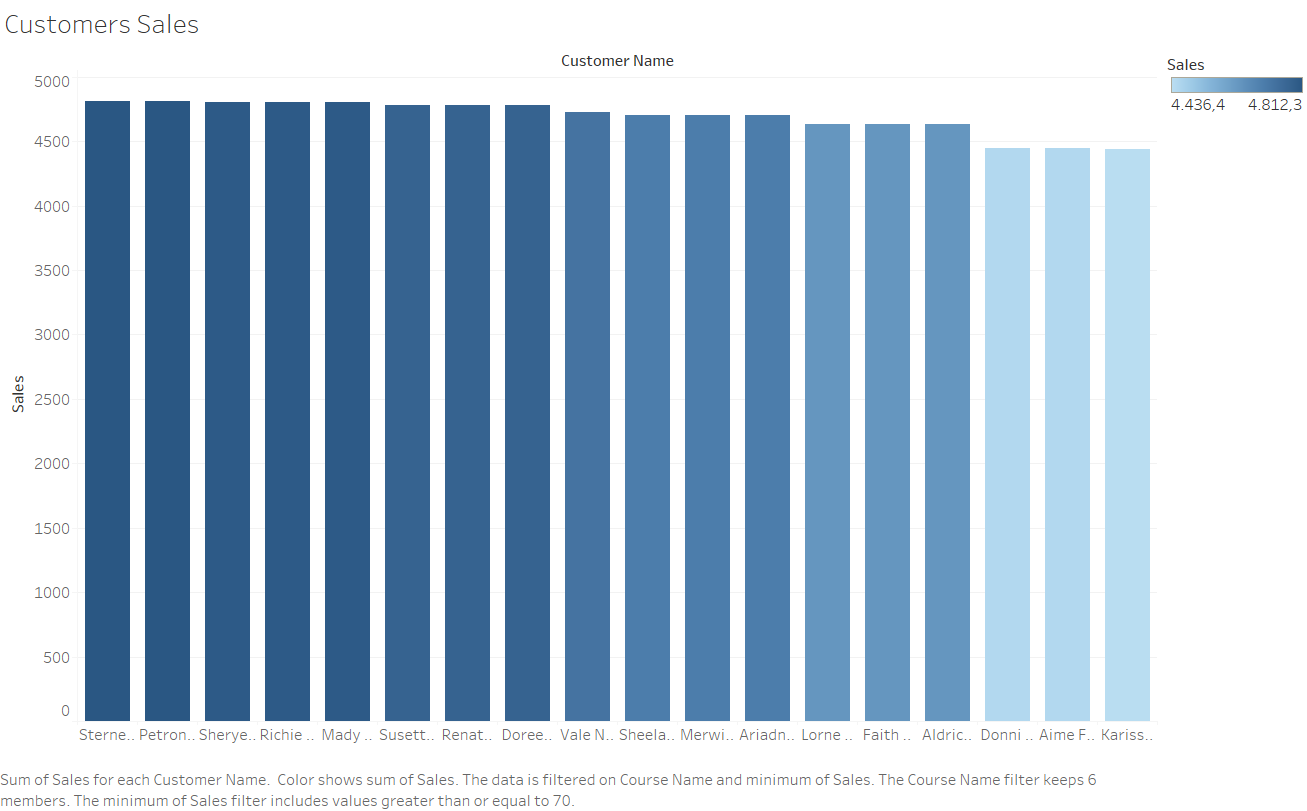 Customers Sales
Customer Name
Sales
4.436,4 4.812,3
5000
4500
4000
3500
3000
2500
2000
1500
1000
500
0
Sales
Sterne.. Petron.. Sherye.. Richie .. Mady .. Susett.. Renat.. Doree.. Vale N.. Sheela.. Merwi.. Ariadn.. Lorne .. Faith .. Aldric.. Donni .. Aime F.. Kariss..
Sum of Sales for each Customer Name.  Color shows sum of Sales. The data is filtered on Course Name and minimum of Sales. The Course Name filter keeps 6
members. The minimum of Sales filter includes values greater than or equal to 70.